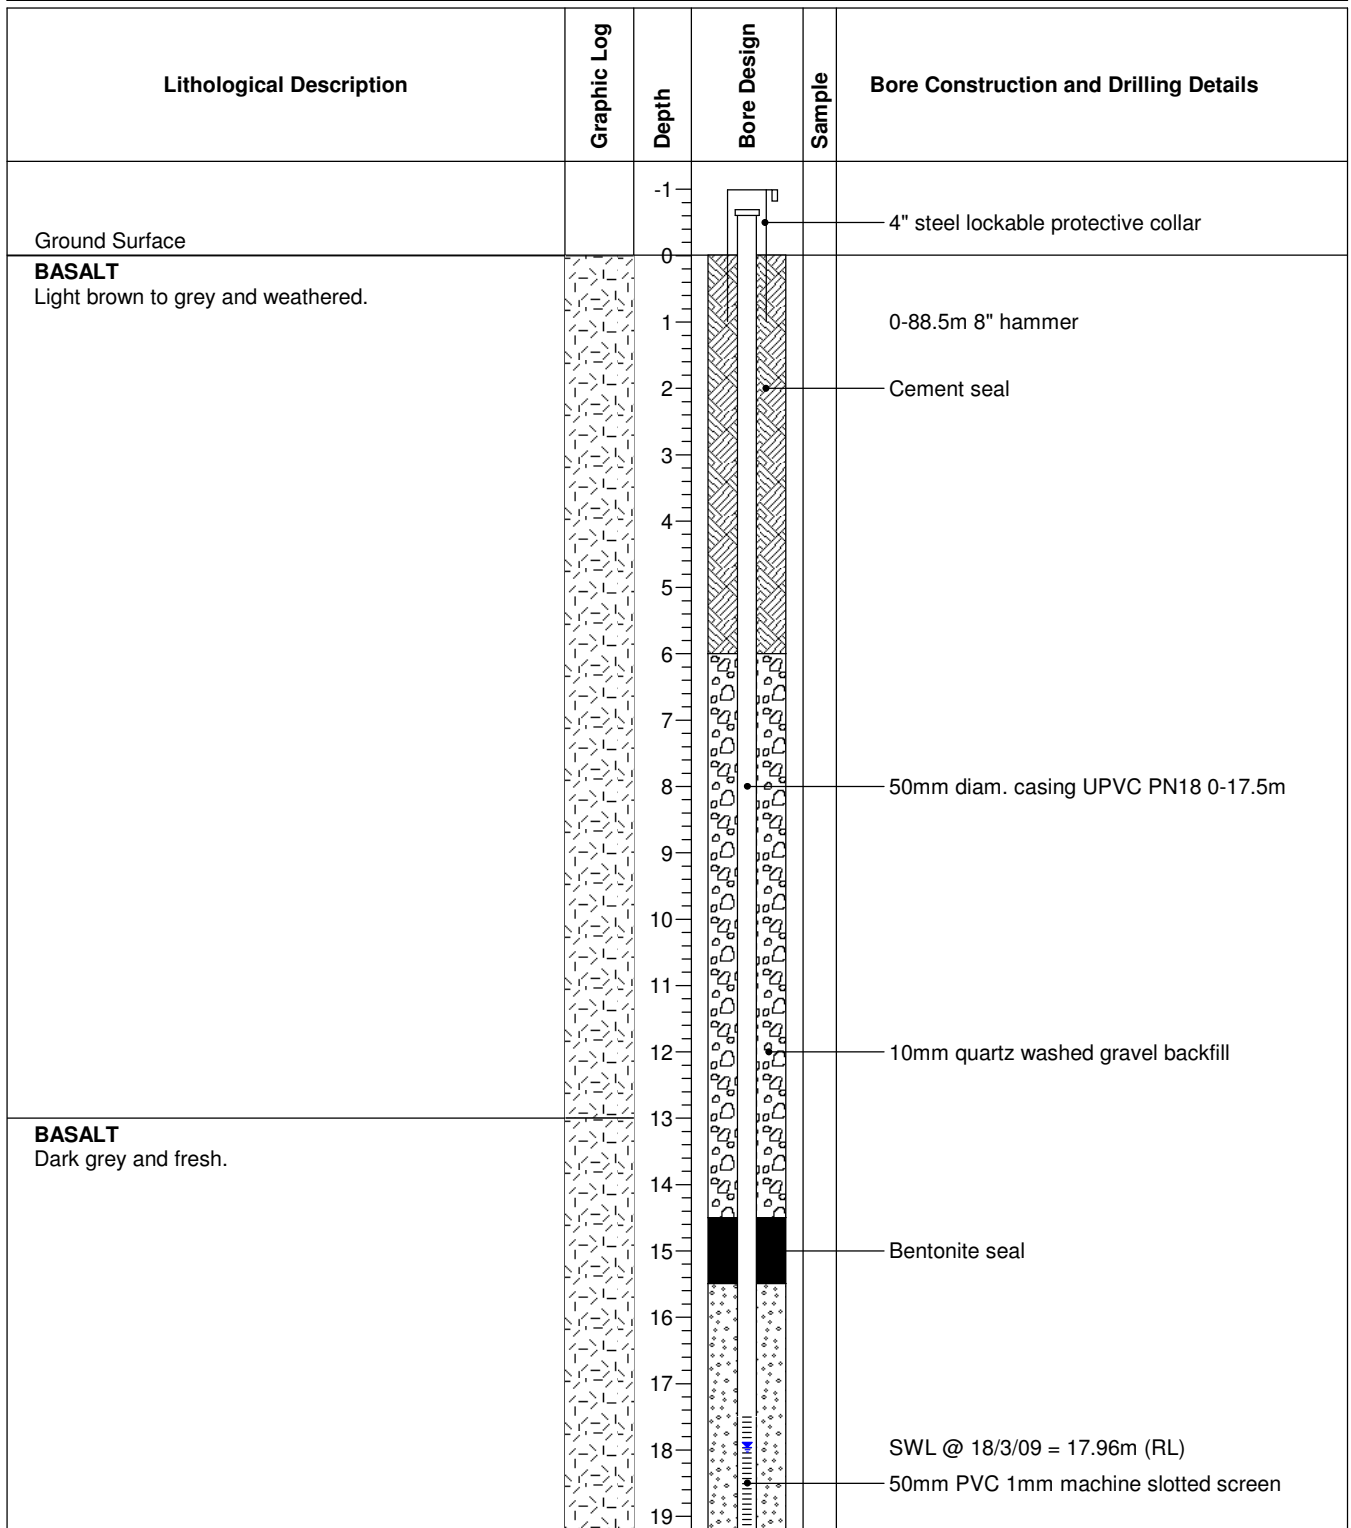 Lithological Description
Graphic Log
Depth
Bore Design
Sample
Bore Construction and Drilling Details
-1
4" steel lockable protective collar
Ground Surface
0
BASALT
Light brown to grey and weathered.
1
0-88.5m 8" hammer
2
Cement seal
3
4
5
6
7
8
50mm diam. casing UPVC PN18 0-17.5m
9
10
11
12
10mm quartz washed gravel backfill
13
BASALT
Dark grey and fresh.
14
15
Bentonite seal
16
17
18
SWL @ 18/3/09 = 17.96m (RL)
50mm PVC 1mm machine slotted screen
19